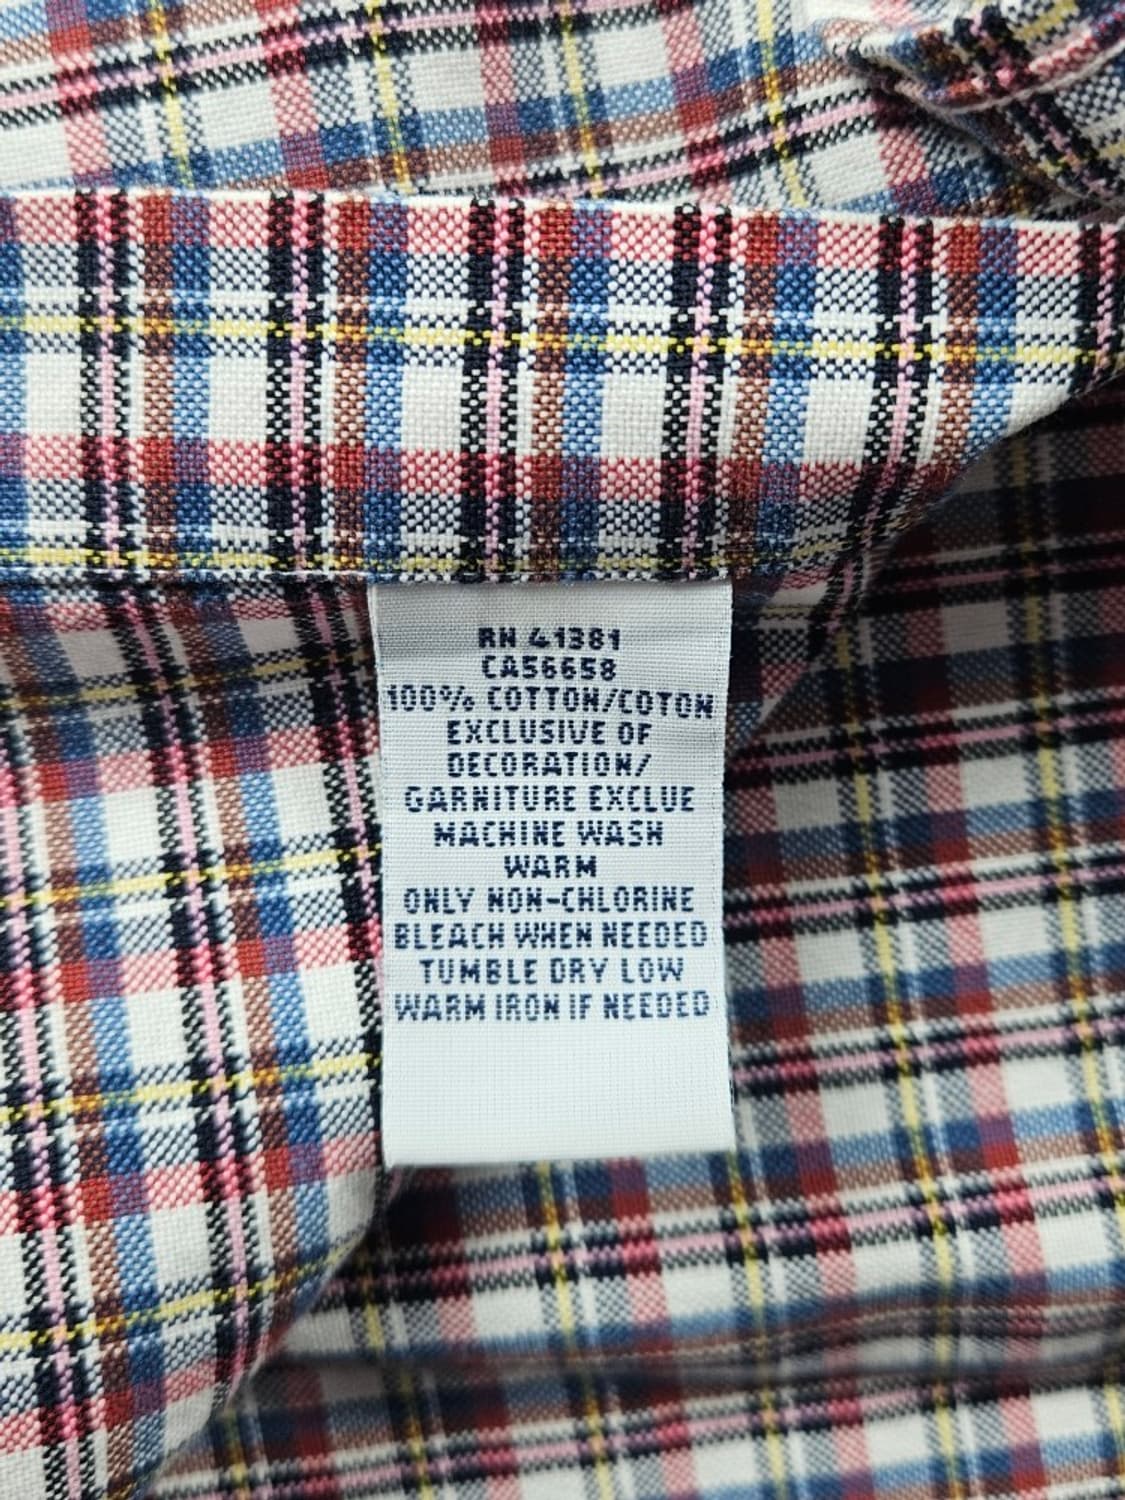 RN 41381
CA56658
100% COTTON/COTON
EXCLUSIVE OF
DECORATION/
GARNITURE EXCLUE
MACHINE WASH
WARM
ONLY NON-CHLORINE
BLEACH WHEN NEEDED
TUMBLE DRY LOW
WARM IRON IF NEEDED